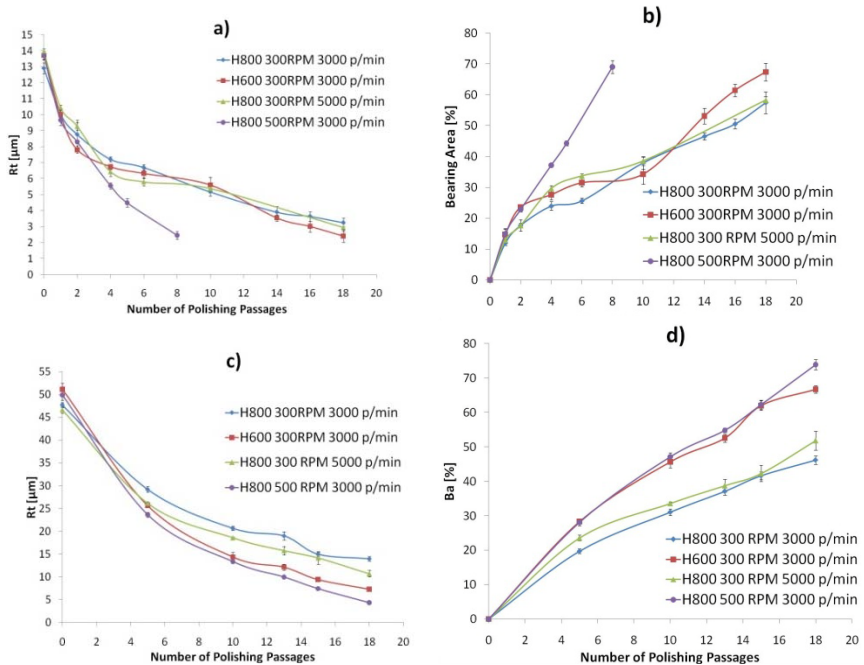 a)
15
14
13
12
11
10
9
8
7
6
5
4
3
2
1
0
Rt [µm]
H800 300RPM 3000 p/min
H600 300RPM 3000 p/min
H800 300RPM 5000 p/min
H800 500RPM 3000 p/min
0 2 4 6 8 10 12 14 16 18 20
Number of Polishing Passages
b)
80
70
60
50
40
30
20
10
0
Bearing Area [%]
H800 300RPM 3000 p/min
H600 300RPM 3000 p/min
H800 300 RPM 5000 p/min
H800 500RPM 3000 p/min
0 2 4 6 8 10 12 14 16 18 20
Number of Polishing Passages
c)
55
50
45
40
35
30
25
20
15
10
5
0
Rt [µm]
H800 300RPM 3000 p/min
H600 300RPM 3000 p/min
H800 300 RPM 5000 p/min
H800 500 RPM 3000 p/min
0 2 4 6 8 10 12 14 16 18 20
Number of Polishing Passages
d)
80
70
60
50
40
30
20
10
0
Ba [%]
H800 300 RPM 3000 p/min
H600 300 RPM 3000 p/min
H800 300 RPM 5000 p/min
H800 500 RPM 3000 p/min
0 2 4 6 8 10 12 14 16 18 20
Number of Polishing Passages